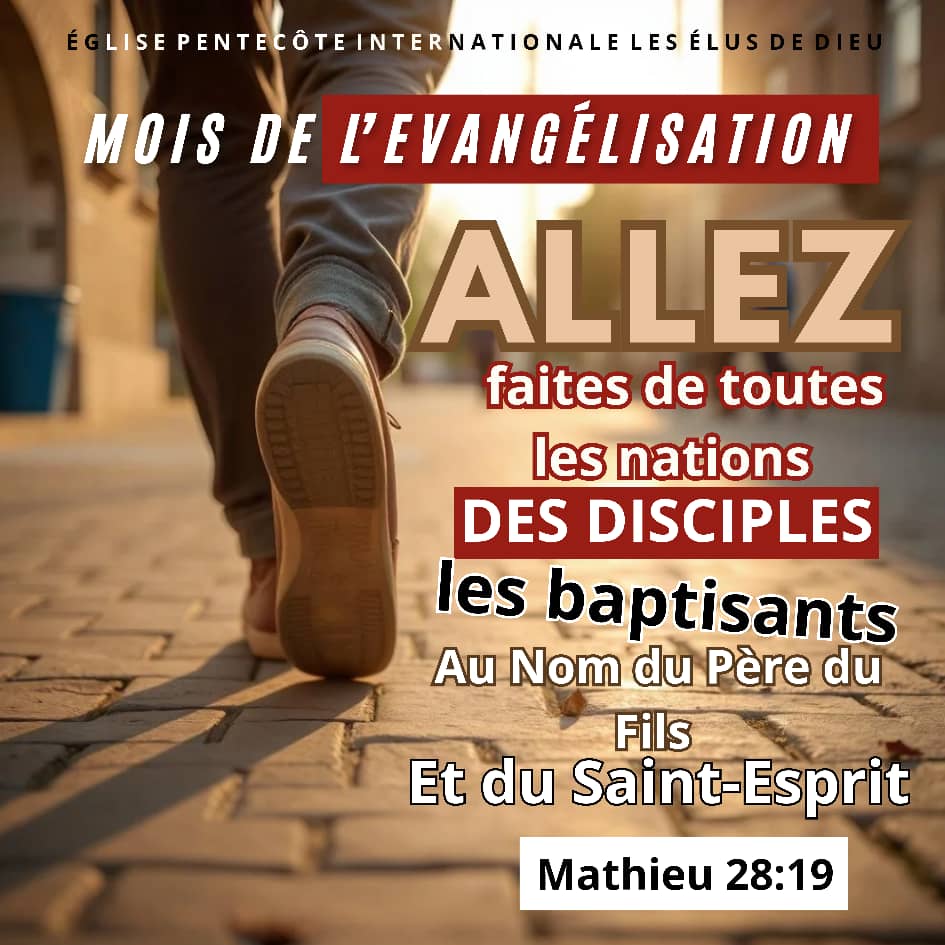 ÉGLISE PENTECÔTE INTERNATIONALE LES ÉLUS DE DIEU
MOIS DE L'EVANGÉLISATION
ALLEZ
faites de toutes
les nations
DES DISCIPLES
les baptisants
Au Nom du Père du
Fils
Et du Saint-Esprit
Mathieu 28:19